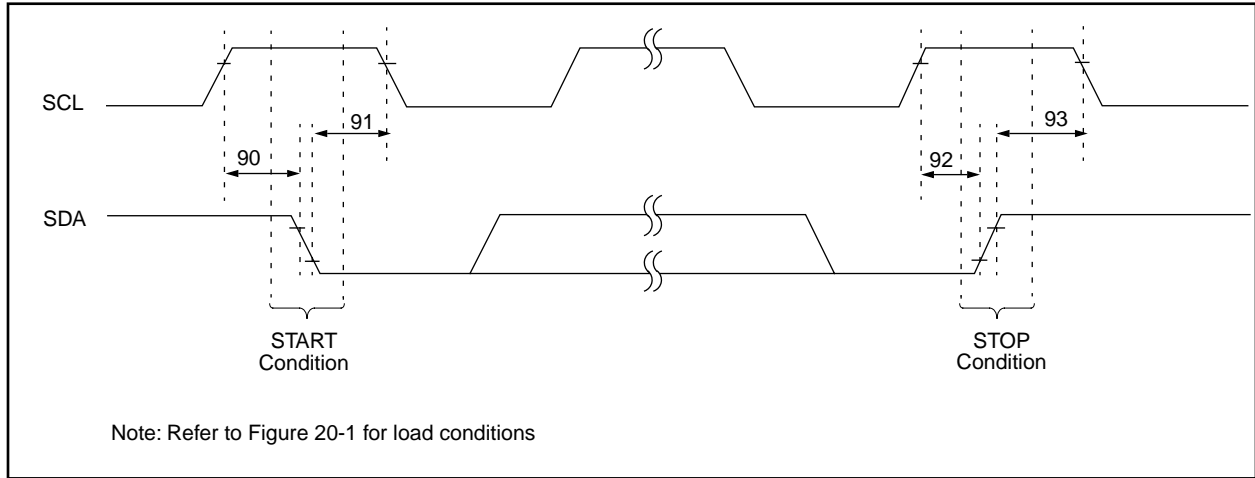 SCL
91
93
90
92
SDA
START
Condition
STOP
Condition
Note: Refer to Figure 20-1 for load conditions